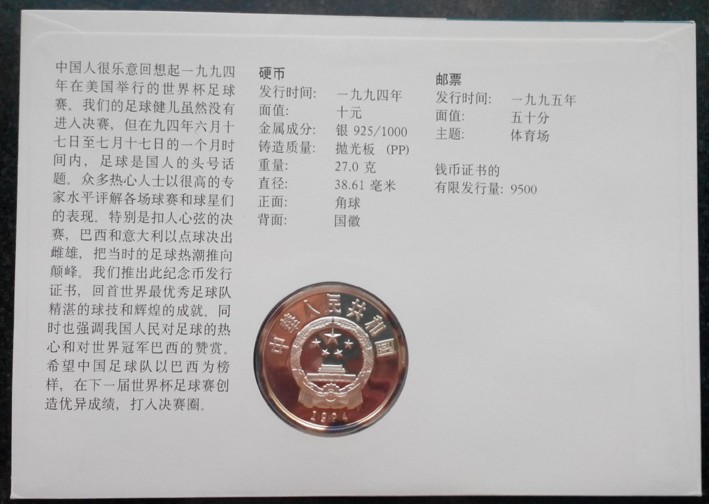 中国人很乐意回想起一九九四
年在美国举行的世界杯足球
赛。我们的足球健儿虽然没有
进入决赛，但在九四年六月十
七日至七月十七日的一个月时
间内，足球是国人的头号话
题。众多热心人士以很高的专
家水平评解各场球赛和球星们
的表现。特别是扣人心弦的决
赛，巴西和意大利以点球决出
雌雄，把当时的足球热潮推向
颠峰。我们推出此纪念币发行
证书，回首世界最优秀足球队
精湛的球技和辉煌的成就。同
时也强调我国人民对足球的热
心和对世界冠军巴西的赞赏。
希望中国足球队以巴西为榜
样，在下一届世界杯足球赛创
造优异成绩，打入决赛圈。
硬币
发行时间： 一九九四年
面值： 十元
金属成分： 银 925/1000
铸造质量： 抛光板 (PP)
重量： 27.0 克
直径： 38.61 毫米
正面： 角球
背面： 国徽
邮票
发行时间： 一九九五年
面值： 五十分
主题： 体育场
钱币证书的
有限发行量: 9500
中華人民共和國
1994